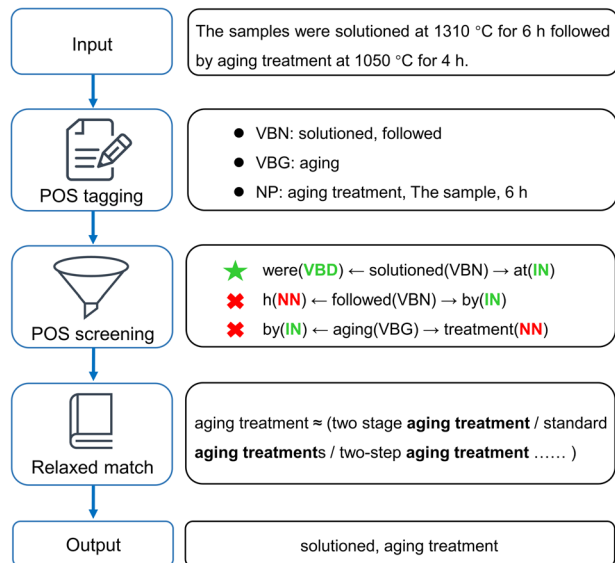 Input
The samples were solutioned at 1310 °C for 6 h followed
by aging treatment at 1050 °C for 4 h.
POS tagging
● VBN: solutioned, followed
● VBG: aging
● NP: aging treatment, The sample, 6 h
POS screening
were(VBD) ← solutioned(VBN) → at(IN)
h(NN) ← followed(VBN) → by(IN)
by(IN) ← aging(VBG) → treatment(NN)
Relaxed match
aging treatment ≈ (two stage aging treatment / standard
aging treatments / two-step aging treatment …… )
Output
solutioned, aging treatment